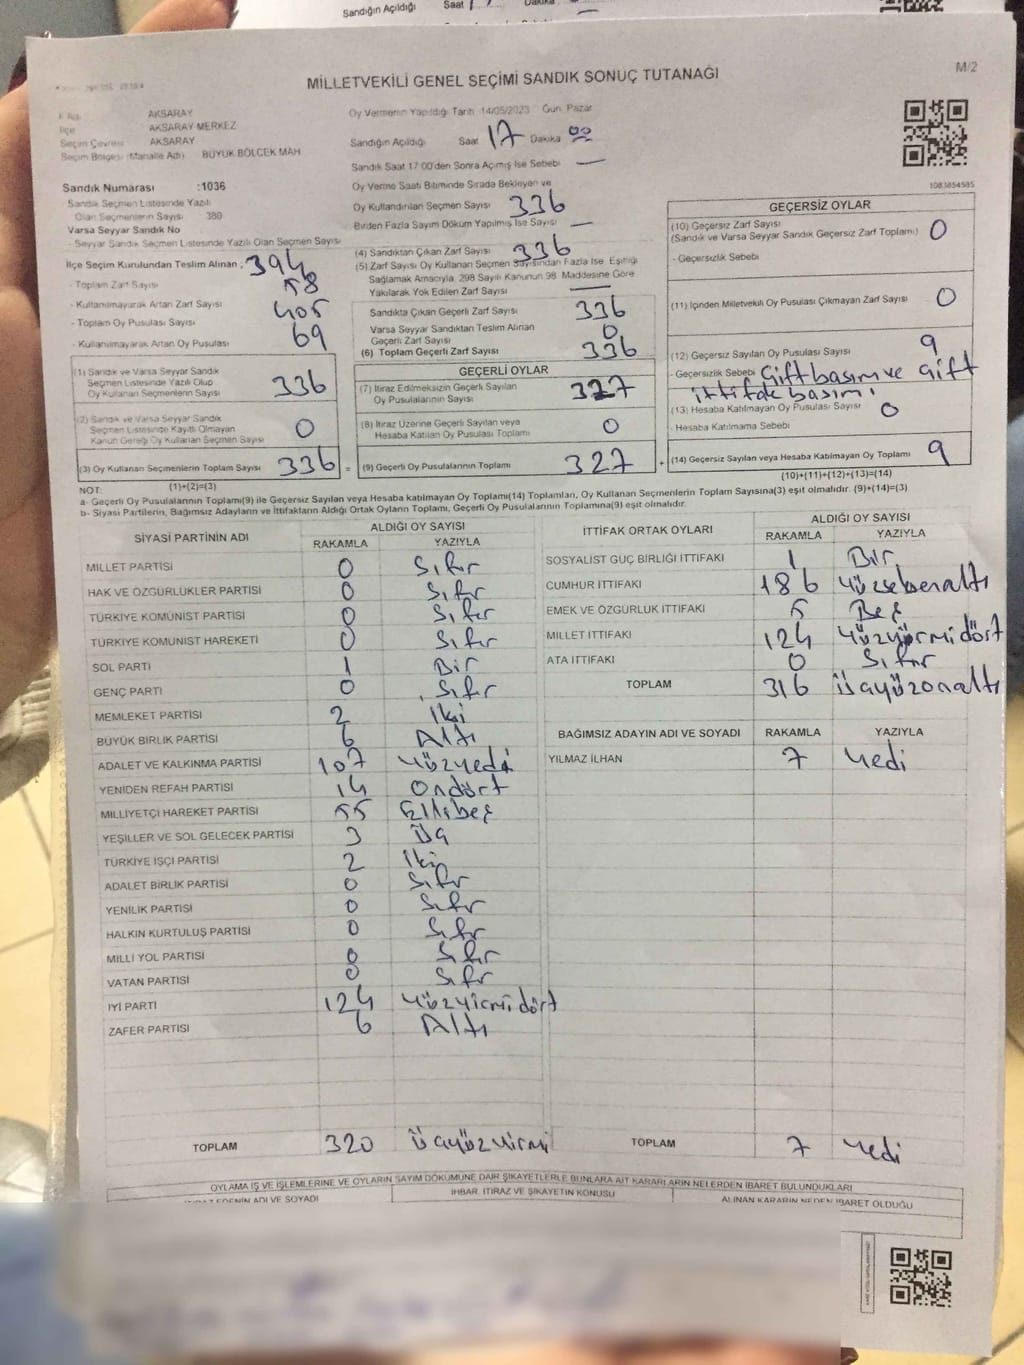 Sandığın Açıldığı Saat Dakika
MİLLETVEKİLİ GENEL SEÇİMİ SANDIK SONUÇ TUTANAĞI
M/2
AKSARAY
İlçe AKSARAY MERKEZ
Seçim Çevresi AKSARAY
Seçim Bölgesi (Mahalle Adı) BÜYÜK BÖLCEK MAH
Sandık Numarası :1036
Sandık Seçmen Listesinde Yazılı
Olan Seçmenlerin Sayısı 380
Varsa Seyyar Sandık No
- Seyyar Sandık Seçmen Listesinde Yazılı Olan Seçmen Sayısı
İlçe Seçim Kurulundan Teslim Alınan ; 394
- Toplam Zarf Sayısı
58
- Kullanılmayarak Artan Zarf Sayısı
405
- Toplam Oy Pusulası Sayısı
69
- Kullanılmayarak Artan Oy Pusulası
Oy Vermenin Yapıldığı Tarih 14/05/2023 Gün Pazar
Sandığın Açıldığı Saat 17 Dakika 00
Sandık Saat 17:00'den Sonra Açılmış İse Sebebi —
Oy Verme Saati Bitiminde Sırada Bekleyen ve
Oy Kullandırılan Seçmen Sayısı 336
Birden Fazla Sayım Döküm Yapılmış İse Sayısı —
(4) Sandıktan Çıkan Zarf Sayısı 336
(5) Zarf Sayısı Oy Kullanan Seçmen Sayısından Fazla İse, Eşitliği
Sağlamak Amacıyla, 298 Sayılı Kanunun 98. Maddesine Göre
Yakılarak Yok Edilen Zarf Sayısı —
Sandıkta Çıkan Geçerli Zarf Sayısı 336
Varsa Seyyar Sandıktan Teslim Alınan
Geçerli Zarf Sayısı 0
(6) Toplam Geçerli Zarf Sayısı 336
1083854585
GEÇERSİZ OYLAR
(10) Geçersiz Zarf Sayısı
(Sandık ve Varsa Seyyar Sandık Geçersiz Zarf Toplamı) 0
- Geçersizlik Sebebi
(11) İçinden Milletvekili Oy Pusulası Çıkmayan Zarf Sayısı 0
(12) Geçersiz Sayılan Oy Pusulası Sayısı 9
- Geçersizlik Sebebi Çift basım ve çift
ittifak basımı
(13) Hesaba Katılmayan Oy Pusulası Sayısı 0
- Hesaba Katılmama Sebebi
(14) Geçersiz Sayılan veya Hesaba Katılmayan Oy Toplamı 9
(10)+(11)+(12)+(13)=(14)
(1) Sandık ve Varsa Seyyar Sandık
Seçmen Listesinde Yazılı Olup
Oy Kullanan Seçmenlerin Sayısı 336
(2) Sandık ve Varsa Seyyar Sandık
Seçmen Listesinde Kayıtlı Olmayan
Kanun Gereği Oy Kullanan Seçmen Sayısı 0
(3) Oy Kullanan Seçmenlerin Toplam Sayısı 336 =
(1)+(2)=(3)
GEÇERLİ OYLAR
(7) İtiraz Edilmeksizin Geçerli Sayılan
Oy Pusulalarının Sayısı 327
(8) İtiraz Üzerine Geçerli Sayılan veya
Hesaba Katılan Oy Pusulası Toplamı 0
(9) Geçerli Oy Pusulalarının Toplamı 327 +
NOT:
a- Geçerli Oy Pusulalarının Toplamı(9) ile Geçersiz Sayılan veya Hesaba katılmayan Oy Toplamı(14) Toplamları, Oy Kullanan Seçmenlerin Toplam Sayısına(3) eşit olmalıdır. (9)+(14)=(3)
b- Siyasi Partilerin, Bağımsız Adayların ve İttifakların Aldığı Ortak Oyların Toplamı, Geçerli Oy Pusulalarının Toplamına(9) eşit olmalıdır.
SİYASİ PARTİNİN ADI ALDIĞI OY SAYISI
RAKAMLA YAZIYLA
MİLLET PARTİSİ 0 Sıfır
HAK VE ÖZGÜRLÜKLER PARTİSİ 0 Sıfır
TÜRKİYE KOMÜNİST PARTİSİ 0 Sıfır
TÜRKİYE KOMÜNİST HAREKETİ 0 Sıfır
SOL PARTİ 1 Bir
GENÇ PARTİ 0 Sıfır
MEMLEKET PARTİSİ 2 İki
BÜYÜK BİRLİK PARTİSİ 6 Altı
ADALET VE KALKINMA PARTİSİ 107 Yüzyedi
YENİDEN REFAH PARTİSİ 14 Ondört
MİLLİYETÇİ HAREKET PARTİSİ 55 Ellibeş
YEŞİLLER VE SOL GELECEK PARTİSİ 3 Üç
TÜRKİYE İŞÇİ PARTİSİ 2 İki
ADALET BİRLİK PARTİSİ 0 Sıfır
YENİLİK PARTİSİ 0 Sıfır
HALKIN KURTULUŞ PARTİSİ 0 Sıfır
MİLLİ YOL PARTİSİ 0 Sıfır
VATAN PARTİSİ 0 Sıfır
İYİ PARTİ 124 Yüzyirmidört
ZAFER PARTİSİ 6 Altı
TOPLAM 320 Üçyüzyirmi
İTTİFAK ORTAK OYLARI ALDIĞI OY SAYISI
RAKAMLA YAZIYLA
SOSYALİST GÜÇ BİRLİĞİ İTTİFAKI 1 Bir
CUMHUR İTTİFAKI 186 Yüzseksenaltı
EMEK VE ÖZGÜRLÜK İTTİFAKI 5 Beş
MİLLET İTTİFAKI 124 Yüzyirmidört
ATA İTTİFAKI 0 Sıfır
TOPLAM 316 Üçyüzonaltı
BAĞIMSIZ ADAYIN ADI VE SOYADI RAKAMLA YAZIYLA
YILMAZ İLHAN 7 Yedi
TOPLAM 7 Yedi
OYLAMA İŞ VE İŞLEMLERİNE VE OYLARIN SAYIM DÖKÜMÜNE DAİR ŞİKAYETLERLE BUNLARA AİT KARARLARIN NELERDEN İBARET BULUNDUKLARI
İTİRAZ EDENİN ADI VE SOYADI
İHBAR, İTİRAZ VE ŞİKAYETİN KONUSU
ALINAN KARARIN NEDEN İBARET OLDUĞU